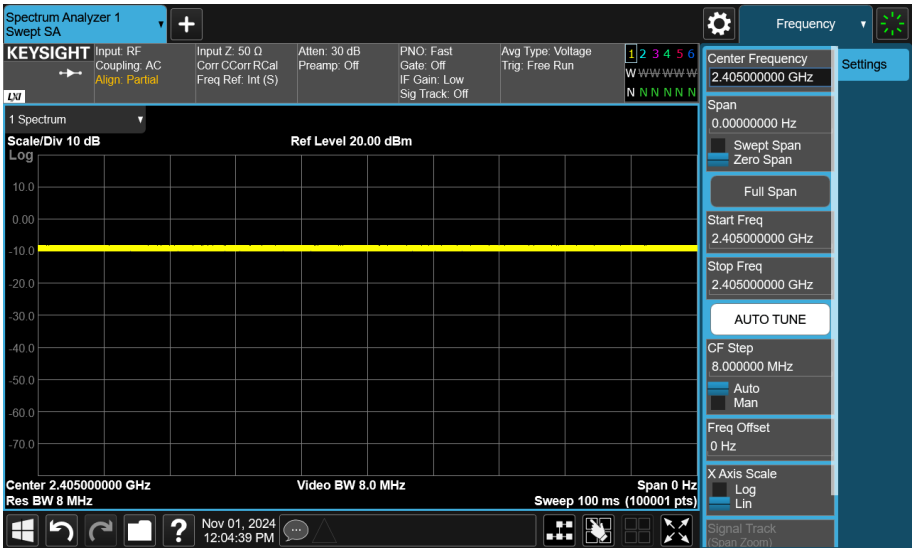 Spectrum Analyzer 1
Swept SA
Frequency
KEYSIGHT
LXI
Input: RF
Coupling: AC
Align: Partial
Input Z: 50 Ω
Corr CCorr RCal
Freq Ref: Int (S)
Atten: 30 dB
Preamp: Off
PNO: Fast
Gate: Off
IF Gain: Low
Sig Track: Off
Avg Type: Voltage
Trig: Free Run
1 2 3 4 5 6
W W W W W W
N N N N N N
1 Spectrum
Scale/Div 10 dB
Ref Level 20.00 dBm
Log
10.0
0.00
-10.0
-20.0
-30.0
-40.0
-50.0
-60.0
-70.0
Center 2.405000000 GHz
Video BW 8.0 MHz
Span 0 Hz
Res BW 8 MHz
Sweep 100 ms (100001 pts)
Center Frequency
2.405000000 GHz
Settings
Span
0.00000000 Hz
Swept Span
Zero Span
Full Span
Start Freq
2.405000000 GHz
Stop Freq
2.405000000 GHz
AUTO TUNE
CF Step
8.000000 MHz
Auto
Man
Freq Offset
0 Hz
X Axis Scale
Log
Lin
Signal Track
(Span Zoom)
?
Nov 01, 2024
12:04:39 PM